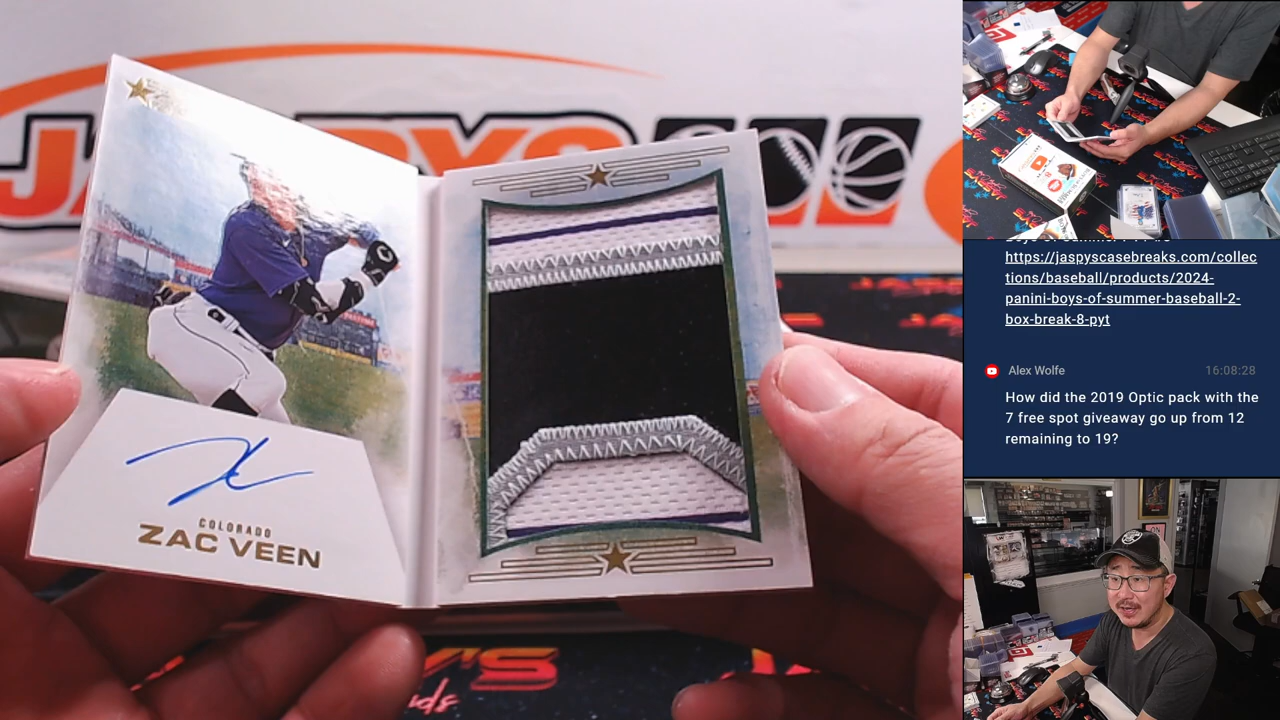 COLORADO
ZAC VEEN
https://jaspyscasebreaks.com/collec
tions/baseball/products/2024-
panini-boys-of-summer-baseball-2-
box-break-8-pyt
Alex Wolfe
16:08:28
How did the 2019 Optic pack with the
7 free spot giveaway go up from 12
remaining to 19?